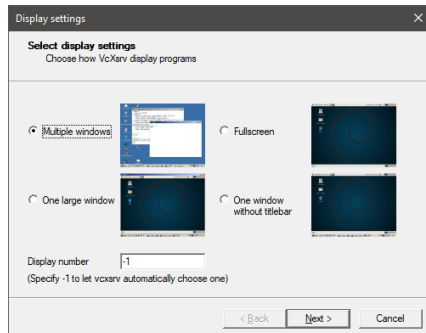 Display settings
Select display settings
Choose how VcXsrv display programs
Multiple windows
Fullscreen
One large window
One window
without titlebar
Display number
-1
(Specify -1 to let vcxsrv automatically choose one)
< Back
Next >
Cancel